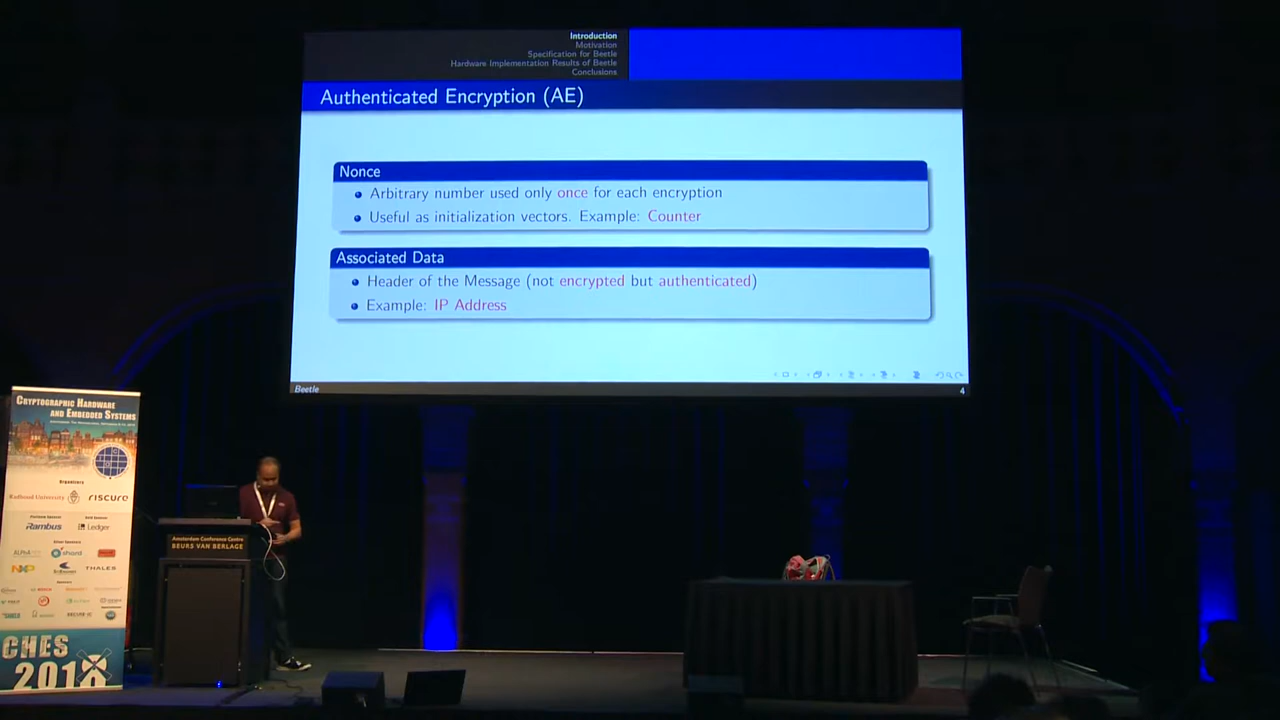 Introduction
Motivation
Specification for Beetle
Hardware Implementation Results of Beetle
Conclusions
Authenticated Encryption (AE)
Nonce
Arbitrary number used only once for each encryption
Useful as initialization vectors. Example: Counter
Associated Data
Header of the Message (not encrypted but authenticated)
Example: IP Address
Beetle
4
CRYPTOGRAPHIC HARDWARE
AND EMBEDDED SYSTEMS
Organizers
Radboud University
riscure
Rambus
Ledger
shard
NXP
THALES
CHES
2018
Amsterdam Conference Centre
BEURS VAN BERLAGE